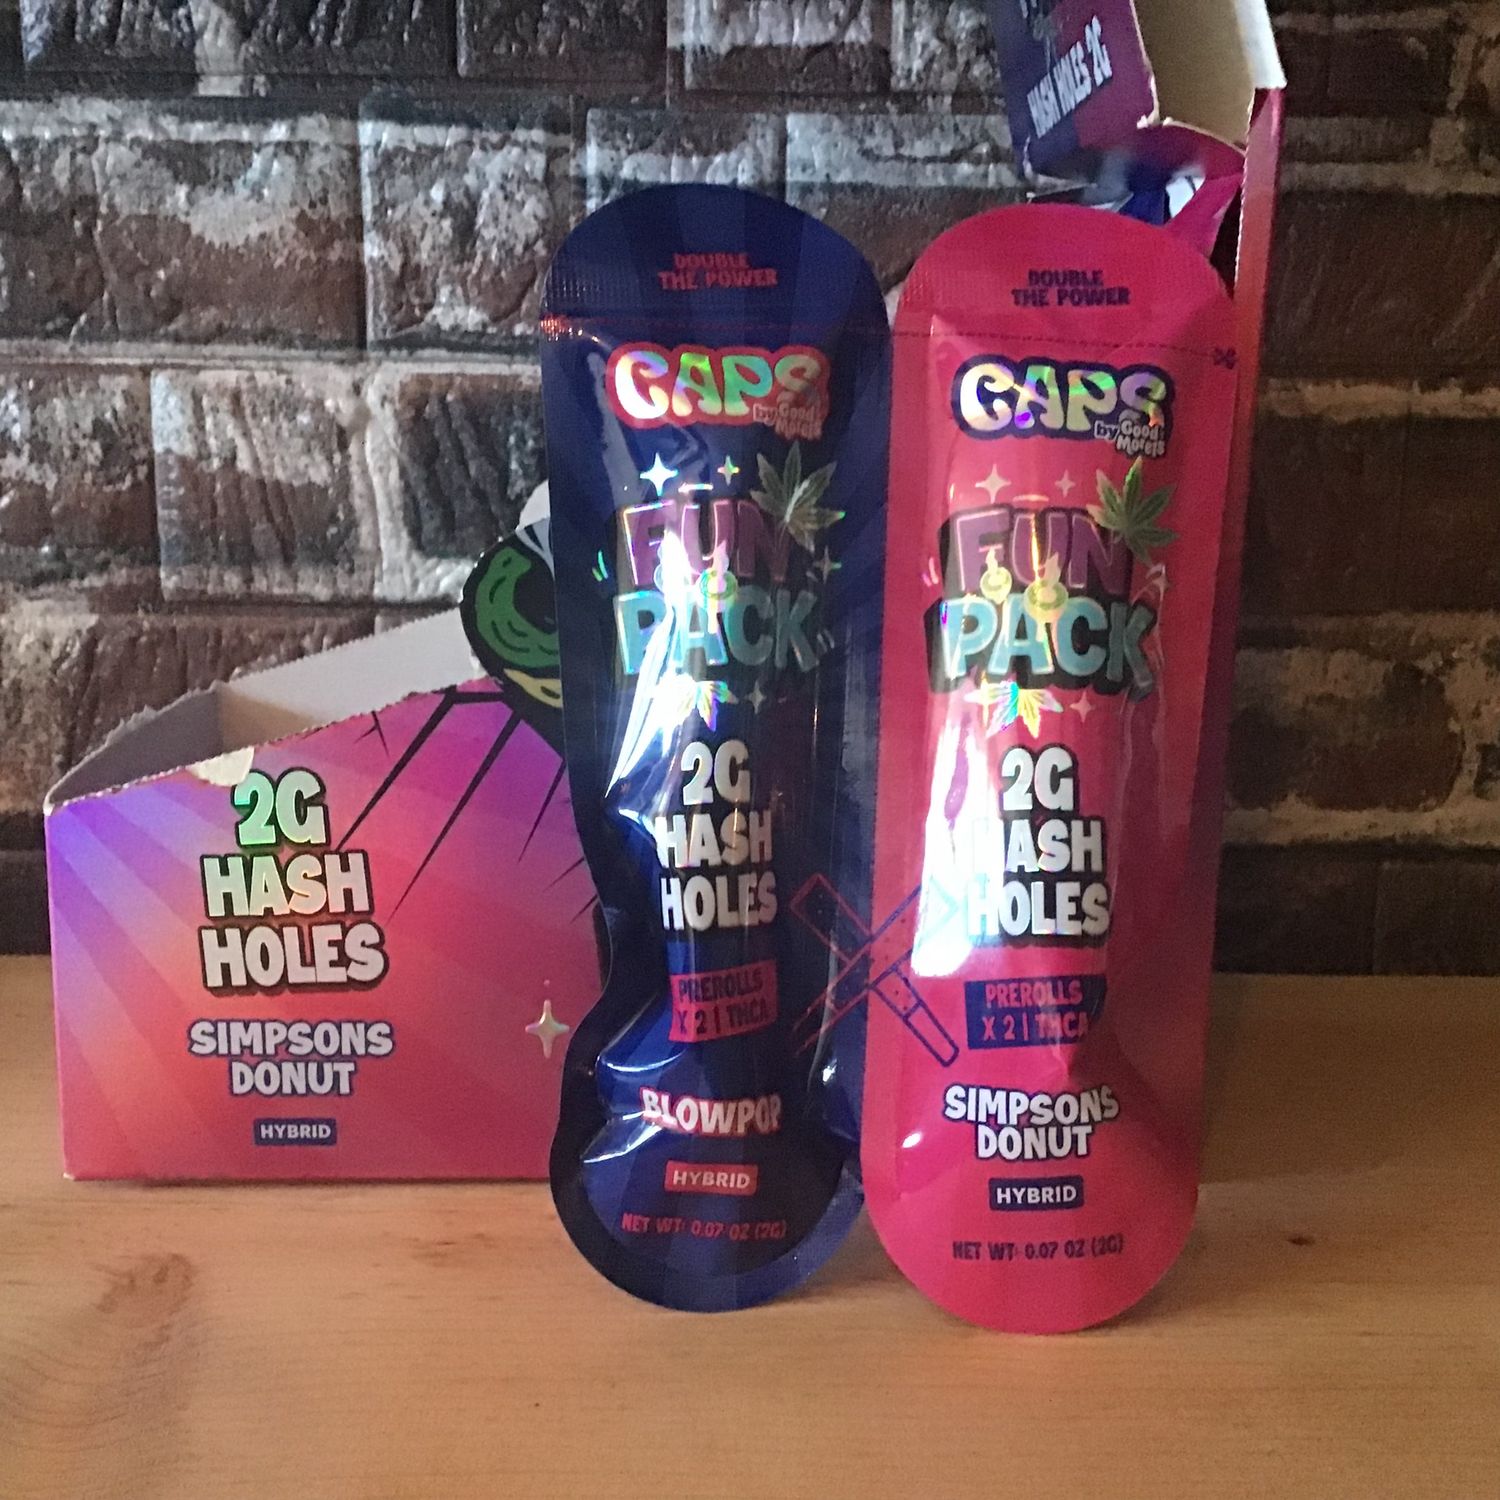 HASH HOLES 2G
DOUBLE
THE POWER
CAPS
by Good
Morels
FUN
PACK
2G
HASH
HOLES
PREROLLS
X 2 | THCA
BLOWPOP
HYBRID
NET WT: 0.07 OZ (2G)
DOUBLE
THE POWER
CAPS
by Good
Morels
FUN
PACK
2G
HASH
HOLES
PREROLLS
X 2 | THCA
SIMPSONS
DONUT
HYBRID
NET WT: 0.07 OZ (2G)
2G
HASH
HOLES
SIMPSONS
DONUT
HYBRID